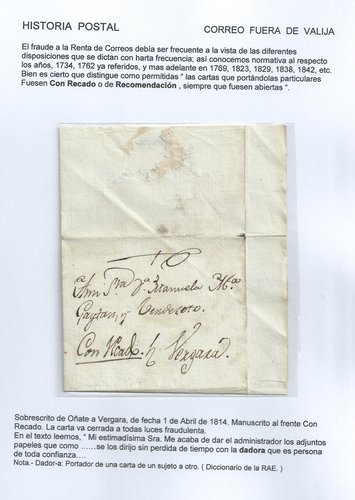 HISTORIA POSTAL CORREO FUERA DE VALIJA
El fraude a la Renta de Correos debía ser frecuente a la vista de las diferentes
disposiciones que se dictan con harta frecuencia; así conocemos normativa al respecto
los años, 1734, 1762 ya referidos, y mas adelante en 1769, 1823, 1829, 1838, 1842, etc.
Bien es cierto que distingue como permitidas " las cartas que portándolas particulares
Fuesen Con Recado o de Recomendación , siempre que fuesen abiertas ".
Sra Dª Manuela Mª
Gaytan, y
Con Recado. Vergara.
Sobrescrito de Oñate a Vergara, de fecha 1 de Abril de 1814. Manuscrito al frente Con
Recado. La carta va cerrada a todas luces fraudulenta.
En el texto leemos, " Mi estimadísima Sra. Me acaba de dar el administrador los adjuntos
papeles que como ......se los dirijo sin perdida de tiempo con la dadora que es persona
de toda confianza....
Nota.- Dador-a: Portador de una carta de un sujeto a otro. ( Diccionario de la RAE. )